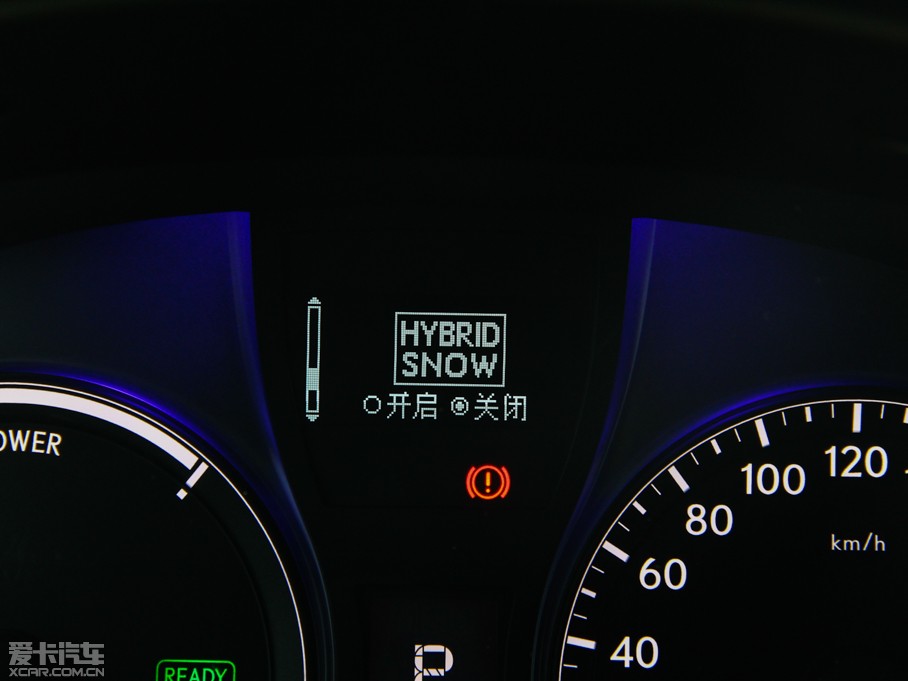 HYBRID
SNOW
○开启 ◉关闭
!
120
100
80
km/h
60
40
P
READY
爱卡汽车
XCAR.COM.CN